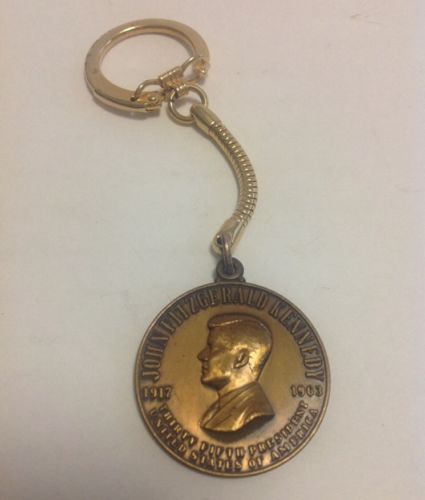 JOHN FITZGERALD KENNEDY
1917 1963
THIRTY FIFTH PRESIDENT
UNITED STATES OF AMERICA